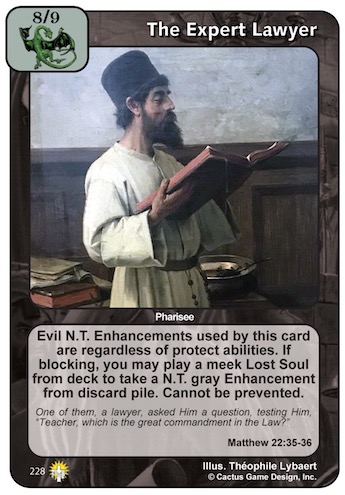 8/9
The Expert Lawyer
Pharisee
Evil N.T. Enhancements used by this card
are regardless of protect abilities. If
blocking, you may play a meek Lost Soul
from deck to take a N.T. gray Enhancement
from discard pile. Cannot be prevented.
One of them, a lawyer, asked Him a question, testing Him,
“Teacher, which is the great commandment in the Law?”
Matthew 22:35-36
228
Illus. Théophile Lybaert
© Cactus Game Design, Inc.